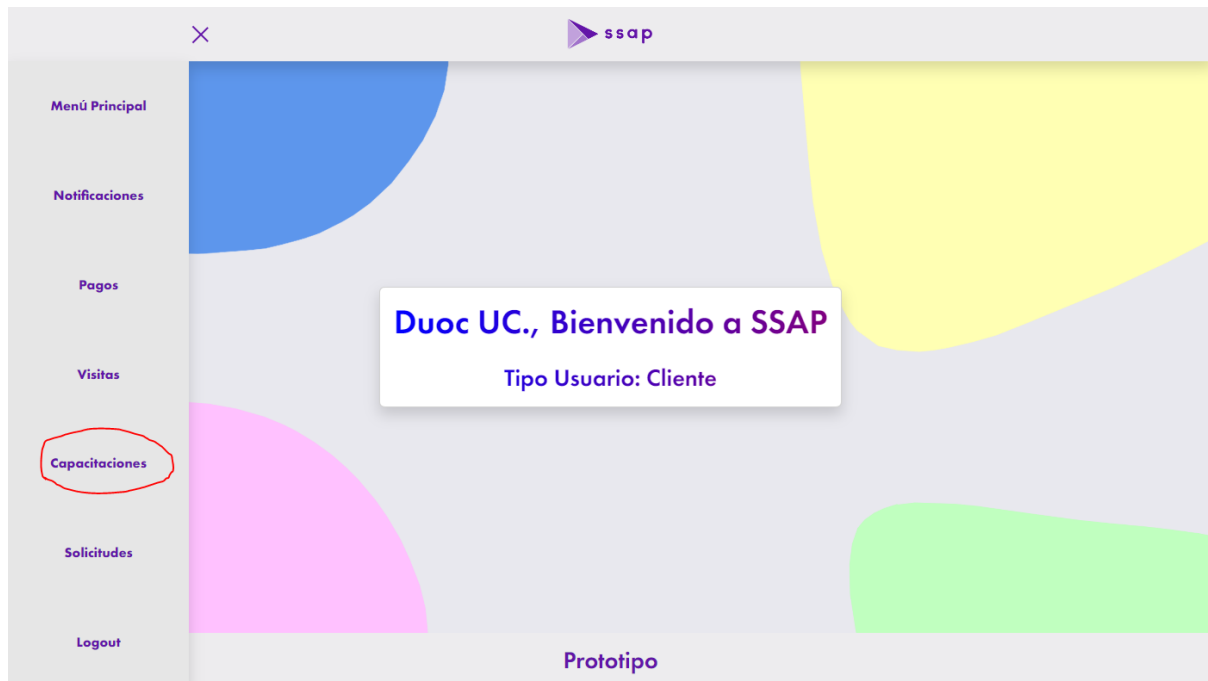 ssap
Menú Principal
Notificaciones
Pagos
Visitas
Capacitaciones
Solicitudes
Logout
Duoc UC., Bienvenido a SSAP
Tipo Usuario: Cliente
Prototipo